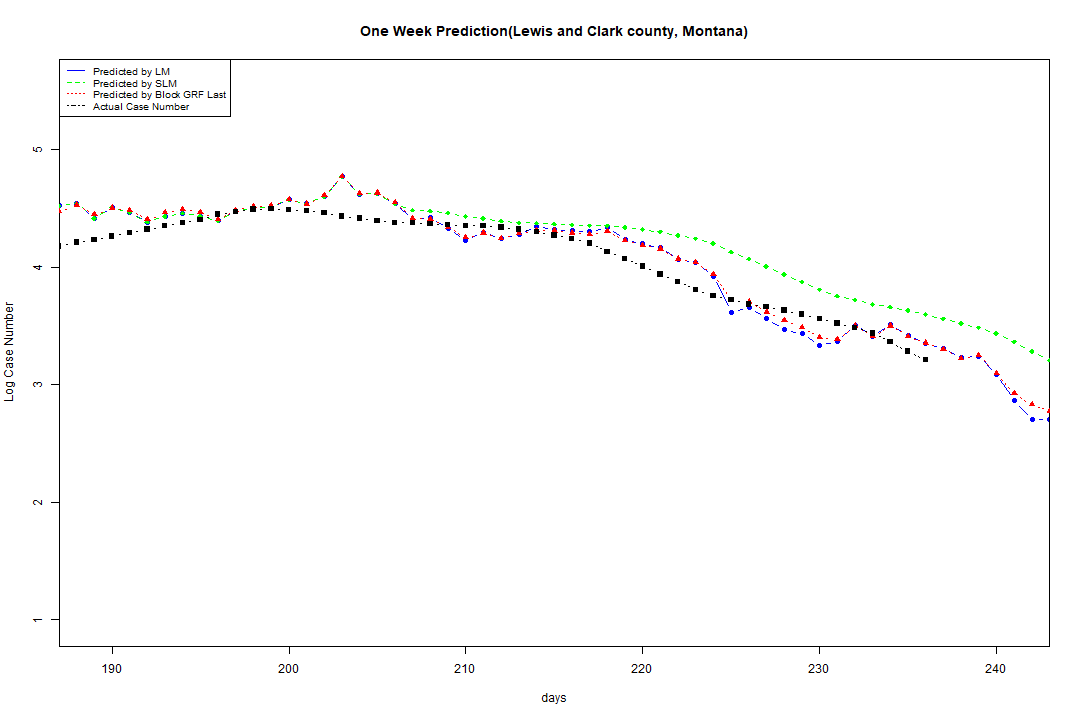 One Week Prediction(Lewis and Clark county, Montana)
Predicted by LM
Predicted by SLM
Predicted by Block GRF Last
Actual Case Number
5
4
3
2
1
Log Case Number
190 200 210 220 230 240
days